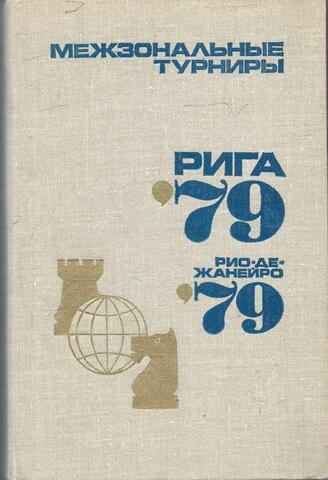 МЕЖЗОНАЛЬНЫЕ
ТУРНИРЫ
РИГА
'79
РИО-ДЕ-
ЖАНЕЙРО
'79